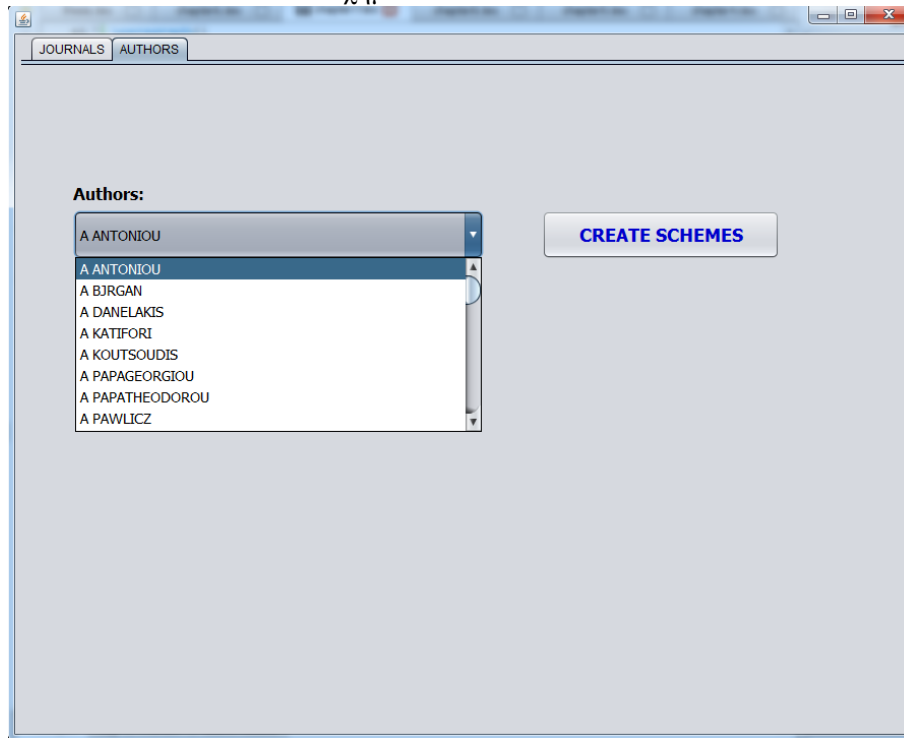 JOURNALS AUTHORS
Authors:
A ANTONIOU
CREATE SCHEMES
A ANTONIOU
A BJRGAN
A DANELAKIS
A KATIFORI
A KOUTSOUDIS
A PAPAGEORGIOU
A PAPATHEODOROU
A PAWLICZ